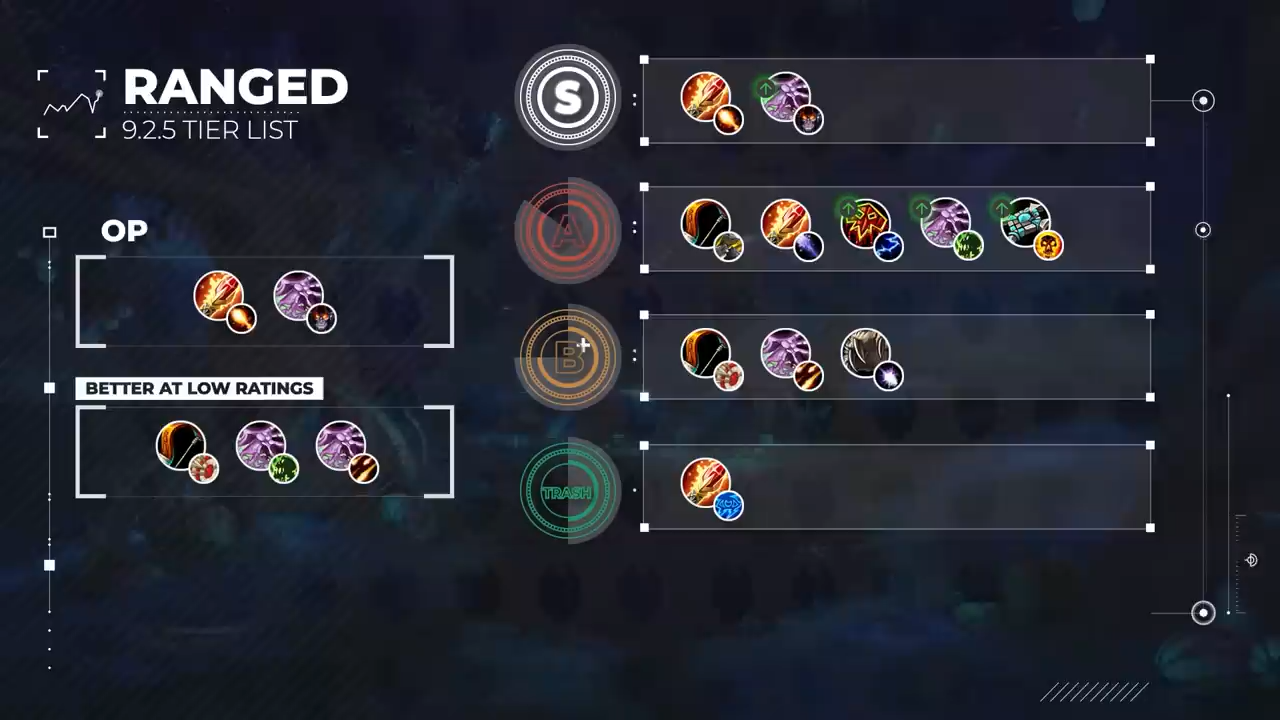 RANGED
9.2.5 TIER LIST
OP
BETTER AT LOW RATINGS
S
A
B
TRASH